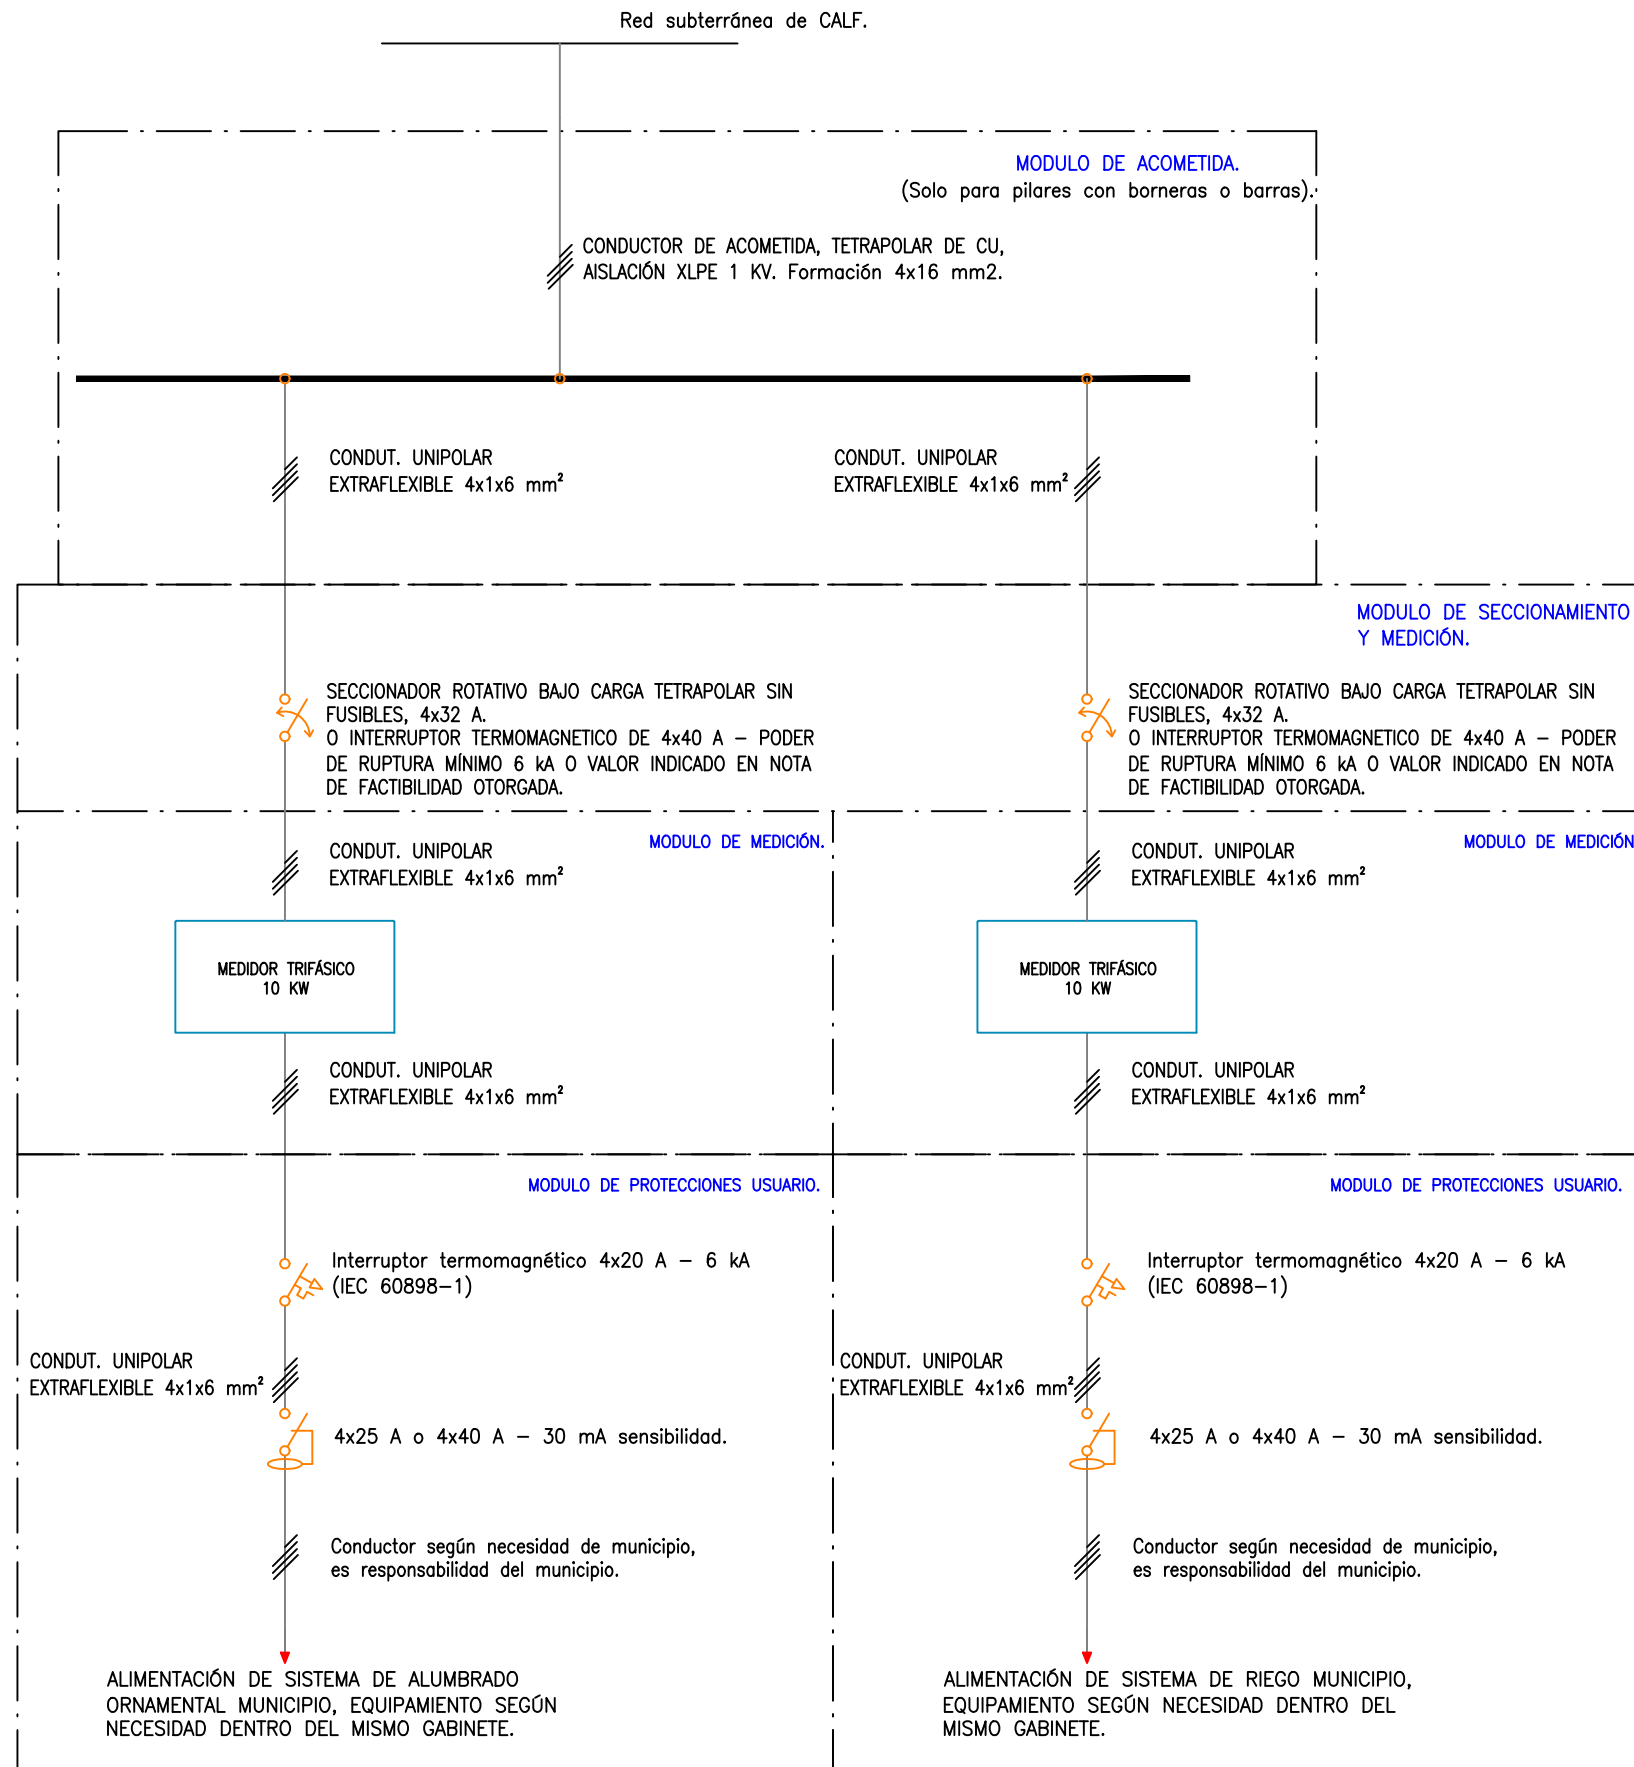 Red subterránea de CALF.
MODULO DE ACOMETIDA.
(Solo para pilares con borneras o barras).
CONDUCTOR DE ACOMETIDA, TETRAPOLAR DE CU,
AISLACIÓN XLPE 1 KV. Formación 4x16 mm2.
CONDUT. UNIPOLAR
EXTRAFLEXIBLE 4x1x6 mm²
CONDUT. UNIPOLAR
EXTRAFLEXIBLE 4x1x6 mm²
MODULO DE SECCIONAMIENTO
Y MEDICIÓN.
SECCIONADOR ROTATIVO BAJO CARGA TETRAPOLAR SIN
FUSIBLES, 4x32 A.
O INTERRUPTOR TERMOMAGNETICO DE 4x40 A – PODER
DE RUPTURA MÍNIMO 6 kA O VALOR INDICADO EN NOTA
DE FACTIBILIDAD OTORGADA.
SECCIONADOR ROTATIVO BAJO CARGA TETRAPOLAR SIN
FUSIBLES, 4x32 A.
O INTERRUPTOR TERMOMAGNETICO DE 4x40 A – PODER
DE RUPTURA MÍNIMO 6 kA O VALOR INDICADO EN NOTA
DE FACTIBILIDAD OTORGADA.
MODULO DE MEDICIÓN.
MODULO DE MEDICIÓN
CONDUT. UNIPOLAR
EXTRAFLEXIBLE 4x1x6 mm²
CONDUT. UNIPOLAR
EXTRAFLEXIBLE 4x1x6 mm²
MEDIDOR TRIFÁSICO
10 KW
MEDIDOR TRIFÁSICO
10 KW
CONDUT. UNIPOLAR
EXTRAFLEXIBLE 4x1x6 mm²
CONDUT. UNIPOLAR
EXTRAFLEXIBLE 4x1x6 mm²
MODULO DE PROTECCIONES USUARIO.
MODULO DE PROTECCIONES USUARIO.
Interruptor termomagnético 4x20 A – 6 kA
(IEC 60898–1)
Interruptor termomagnético 4x20 A – 6 kA
(IEC 60898–1)
CONDUT. UNIPOLAR
EXTRAFLEXIBLE 4x1x6 mm²
CONDUT. UNIPOLAR
EXTRAFLEXIBLE 4x1x6 mm²
4x25 A o 4x40 A – 30 mA sensibilidad.
4x25 A o 4x40 A – 30 mA sensibilidad.
Conductor según necesidad de municipio,
es responsabilidad del municipio.
Conductor según necesidad de municipio,
es responsabilidad del municipio.
ALIMENTACIÓN DE SISTEMA DE ALUMBRADO
ORNAMENTAL MUNICIPIO, EQUIPAMIENTO SEGÚN
NECESIDAD DENTRO DEL MISMO GABINETE.
ALIMENTACIÓN DE SISTEMA DE RIEGO MUNICIPIO,
EQUIPAMIENTO SEGÚN NECESIDAD DENTRO DEL
MISMO GABINETE.